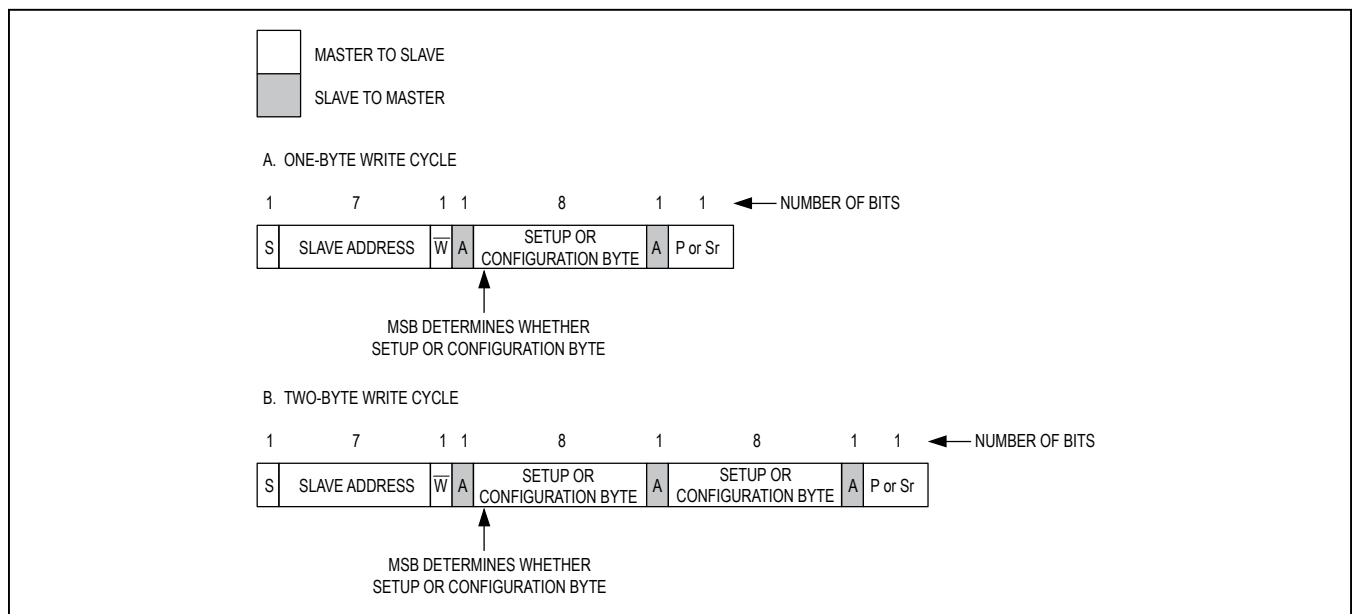 MASTER TO SLAVE
SLAVE TO MASTER
A. ONE-BYTE WRITE CYCLE
1 7 1 1 8 1 1 NUMBER OF BITS
S SLAVE ADDRESS W̅ A SETUP OR CONFIGURATION BYTE A P or Sr
MSB DETERMINES WHETHER
SETUP OR CONFIGURATION BYTE
B. TWO-BYTE WRITE CYCLE
1 7 1 1 8 1 8 1 1 NUMBER OF BITS
S SLAVE ADDRESS W̅ A SETUP OR CONFIGURATION BYTE A SETUP OR CONFIGURATION BYTE A P or Sr
MSB DETERMINES WHETHER
SETUP OR CONFIGURATION BYTE